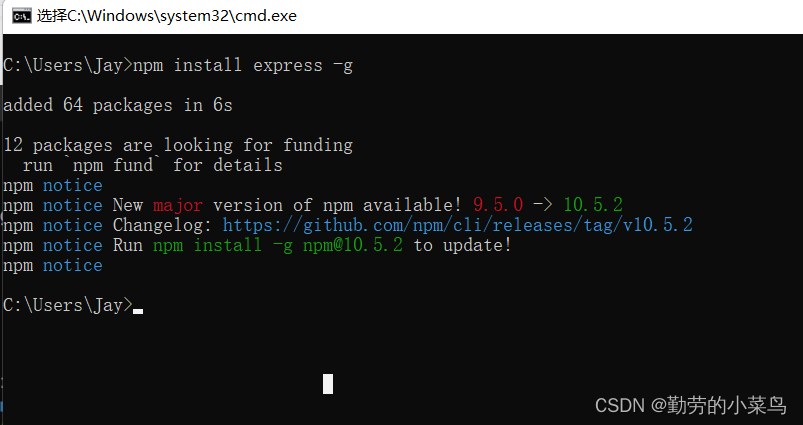 选择C:\Windows\system32\cmd.exe
C:\Users\Jay>npm install express -g
added 64 packages in 6s
12 packages are looking for funding
  run `npm fund` for details
npm notice
npm notice New major version of npm available! 9.5.0 -> 10.5.2
npm notice Changelog: https://github.com/npm/cli/releases/tag/v10.5.2
npm notice Run npm install -g npm@10.5.2 to update!
npm notice
C:\Users\Jay>
CSDN @勤劳的小菜鸟